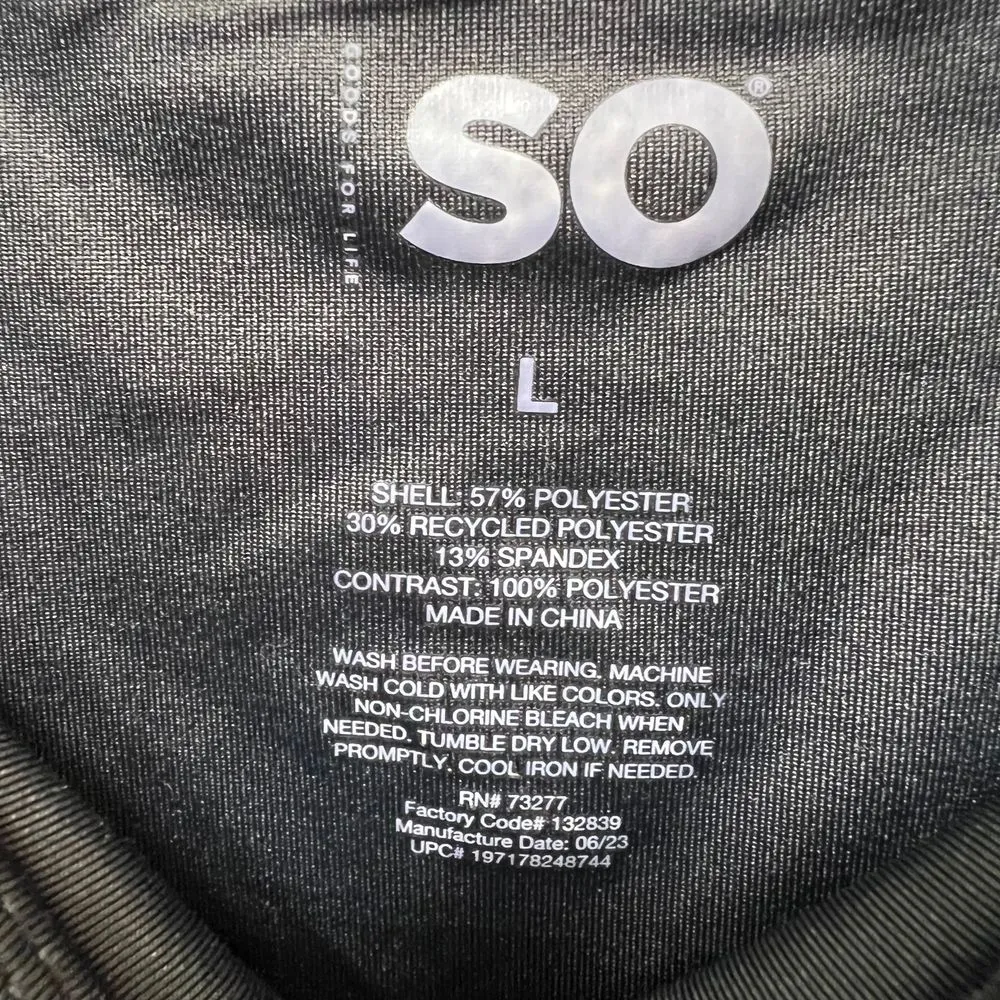 GOODS FOR LIFE
SO®
L
SHELL: 57% POLYESTER
30% RECYCLED POLYESTER
13% SPANDEX
CONTRAST: 100% POLYESTER
MADE IN CHINA
WASH BEFORE WEARING. MACHINE
WASH COLD WITH LIKE COLORS. ONLY
NON-CHLORINE BLEACH WHEN
NEEDED. TUMBLE DRY LOW. REMOVE
PROMPTLY. COOL IRON IF NEEDED.
RN# 73277
Factory Code# 132839
Manufacture Date: 06/23
UPC# 197178248744